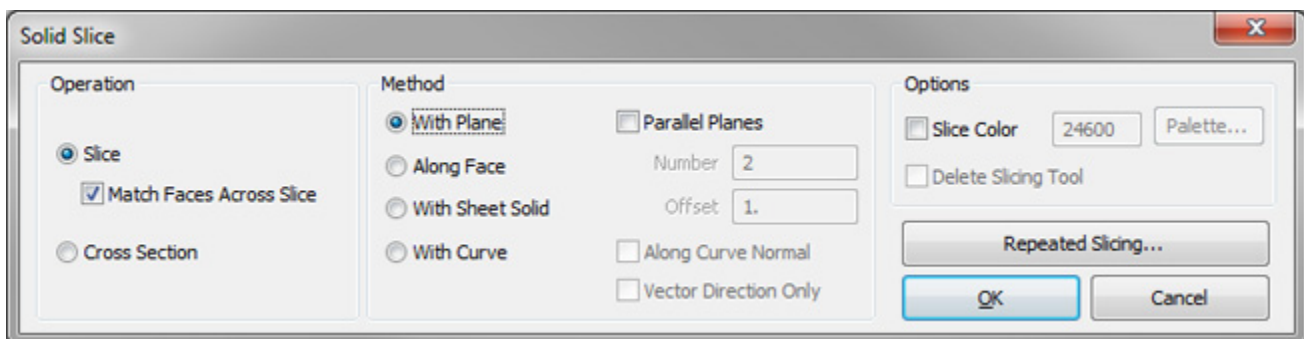 Solid Slice
Operation
Slice
Match Faces Across Slice
Cross Section
Method
With Plane
Along Face
With Sheet Solid
With Curve
Parallel Planes
Number 2
Offset 1.
Along Curve Normal
Vector Direction Only
Options
Slice Color 24600 Palette...
Delete Slicing Tool
Repeated Slicing...
OK Cancel